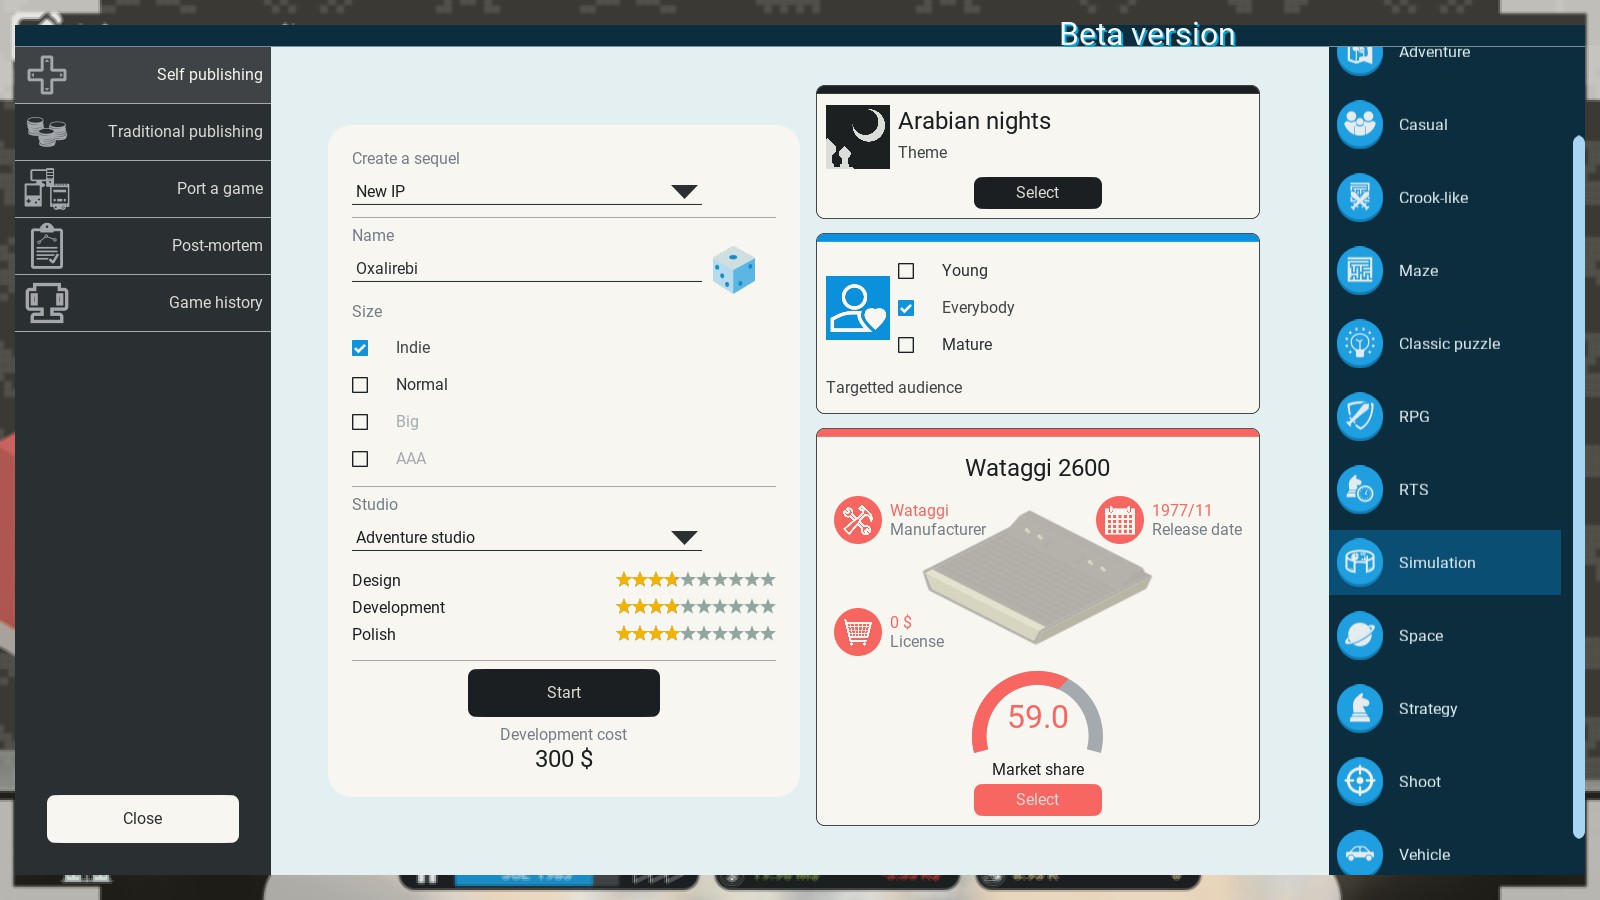 Beta version
Self publishing
Traditional publishing
Port a game
Post-mortem
Game history
Close
Create a sequel
New IP
Name
Oxalirebi
Size
Indie
Normal
Big
AAA
Studio
Adventure studio
Design
Development
Polish
Start
Development cost
300 $
Arabian nights
Theme
Select
Young
Everybody
Mature
Targetted audience
Wataggi 2600
Wataggi
Manufacturer
1977/11
Release date
0 $
License
59.0
Market share
Select
Adventure
Casual
Crook-like
Maze
Classic puzzle
RPG
RTS
Simulation
Space
Strategy
Shoot
Vehicle